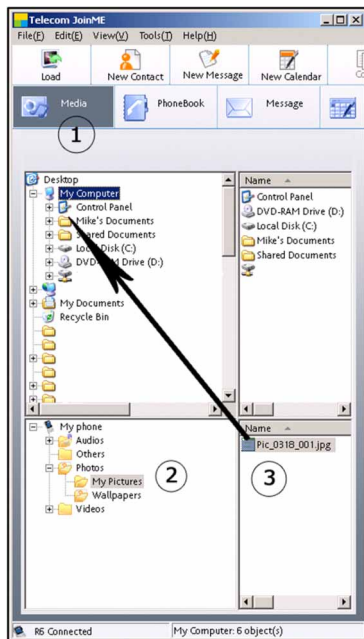 Telecom JoinME
File(F) Edit(E) View(V) Tools(T) Help(H)
Load New Contact New Message New Calendar
Media PhoneBook Message
1
Desktop
My Computer
Control Panel
Mike's Documents
Shared Documents
Local Disk (C:)
DVD-RAM Drive (D:)
My Documents
Recycle Bin
Name
Control Panel
DVD-RAM Drive (D:)
Local Disk (C:)
Mike's Documents
Shared Documents
My phone
Audios
Others
Photos
My Pictures
Wallpapers
Videos
2
Name
Pic_0318_001.jpg
3
R6 Connected My Computer: 6 object(s)